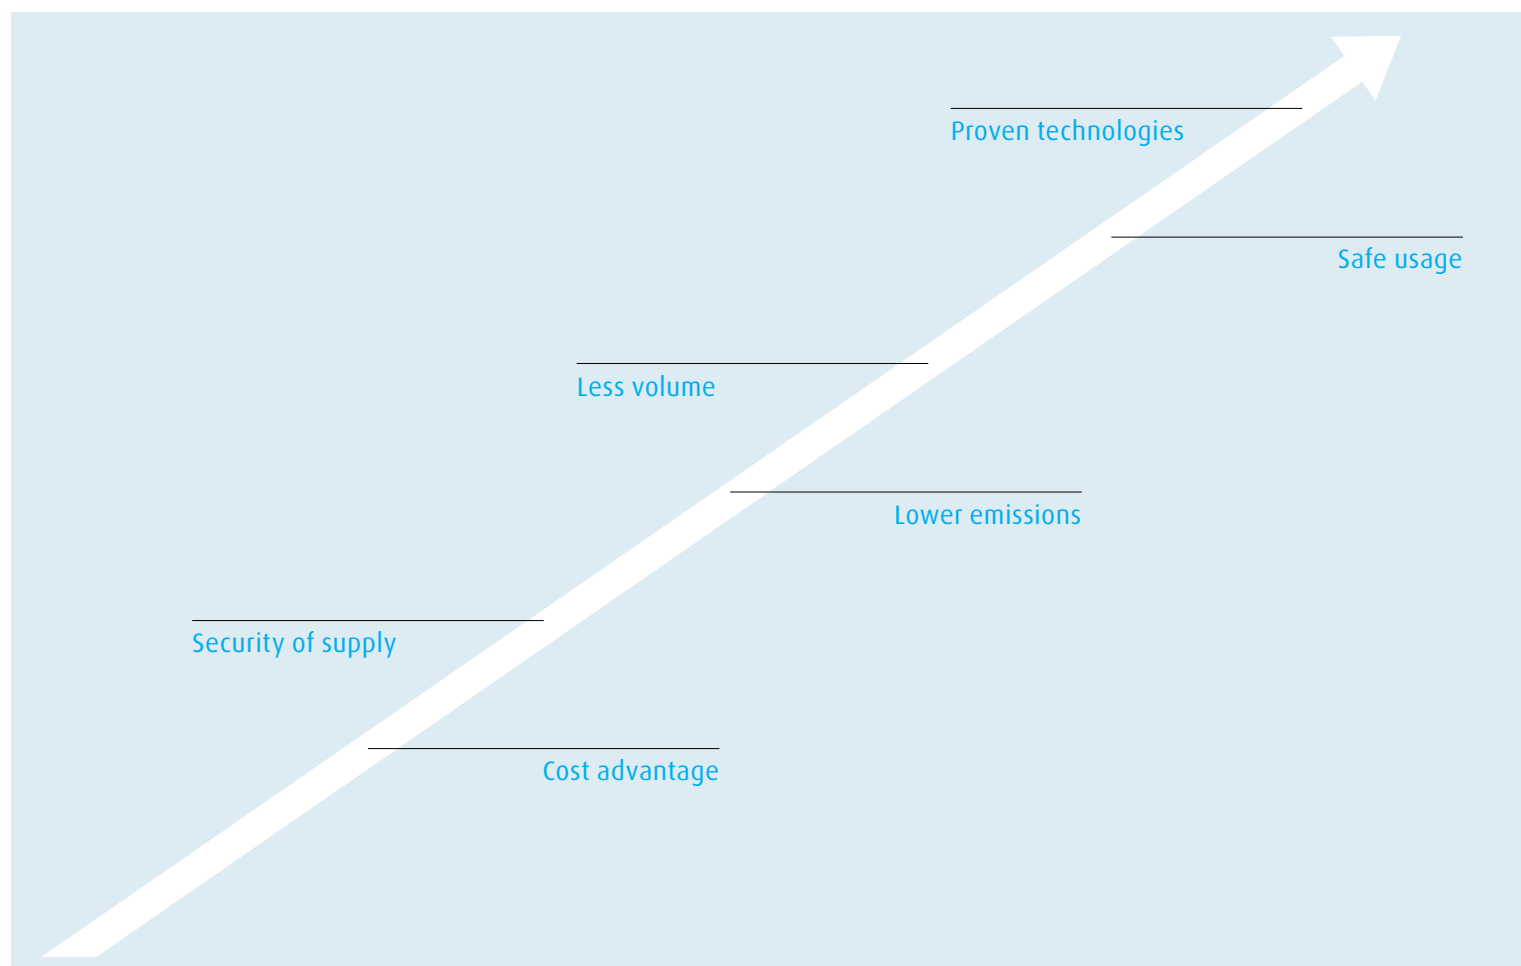 Proven technologies
Safe usage
Less volume
Lower emissions
Security of supply
Cost advantage